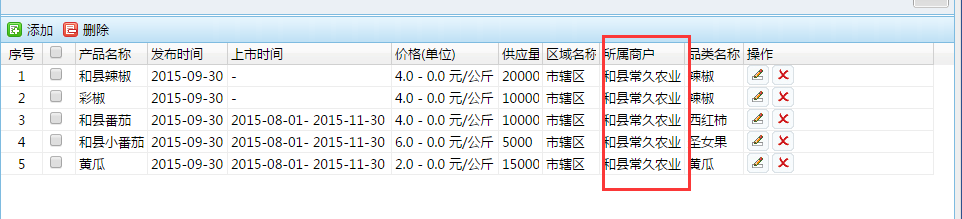 添加 删除
序号 产品名称 发布时间 上市时间 价格(单位) 供应量 区域名称 所属商户 品类名称 操作
1 和县辣椒 2015-09-30 - 4.0 - 0.0 元/公斤 20000 市辖区 和县常久农业 辣椒
2 彩椒 2015-09-30 - 4.0 - 0.0 元/公斤 10000 市辖区 和县常久农业 辣椒
3 和县番茄 2015-09-30 2015-08-01- 2015-11-30 4.0 - 0.0 元/公斤 10000 市辖区 和县常久农业 西红柿
4 和县小番茄 2015-09-30 2015-08-01- 2015-11-30 6.0 - 0.0 元/公斤 5000 市辖区 和县常久农业 圣女果
5 黄瓜 2015-09-30 2015-08-01- 2015-11-30 2.0 - 0.0 元/公斤 15000 市辖区 和县常久农业 黄瓜